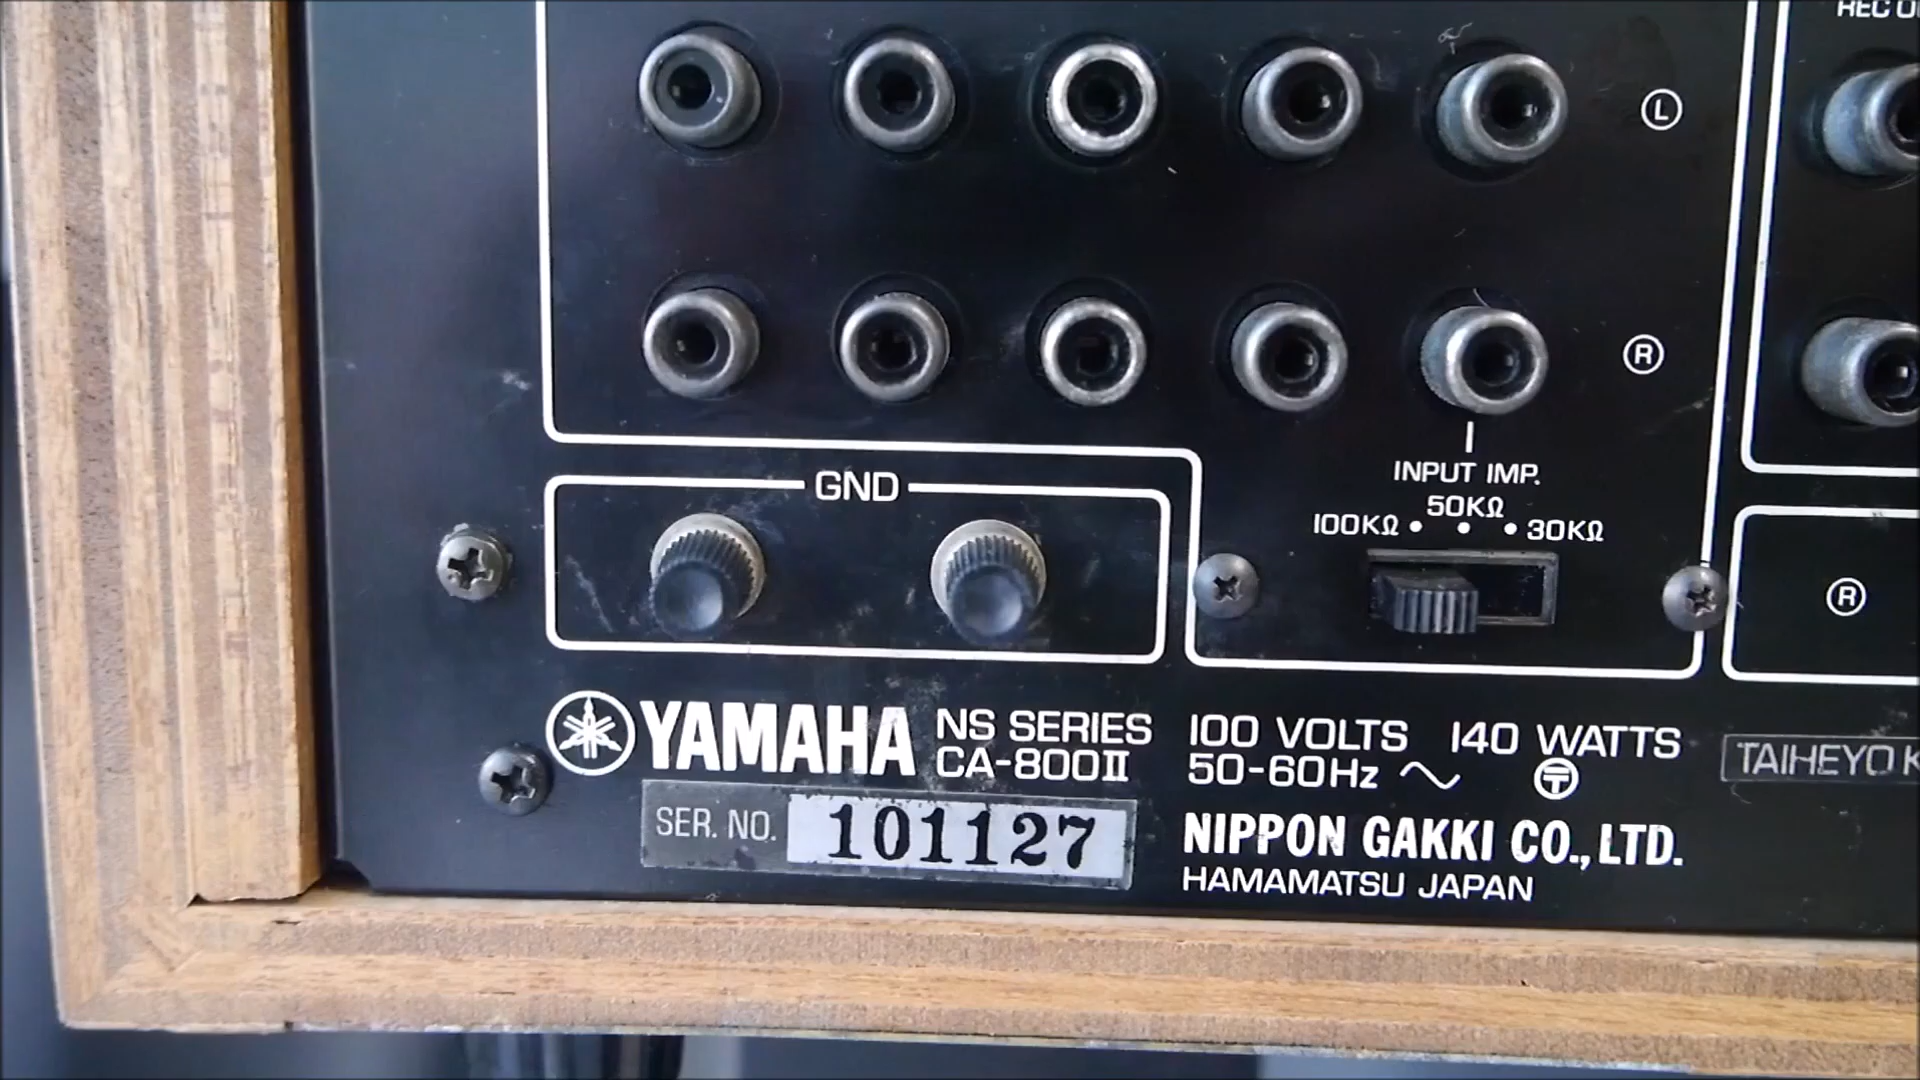 REC O
L
R
INPUT IMP.
50KΩ
100KΩ • • • 30KΩ
GND
R
YAMAHA NS SERIES
CA-800II
100 VOLTS 140 WATTS
50-60Hz ~ T
TAIHEYO K
SER. NO. 101127
NIPPON GAKKI CO., LTD.
HAMAMATSU JAPAN